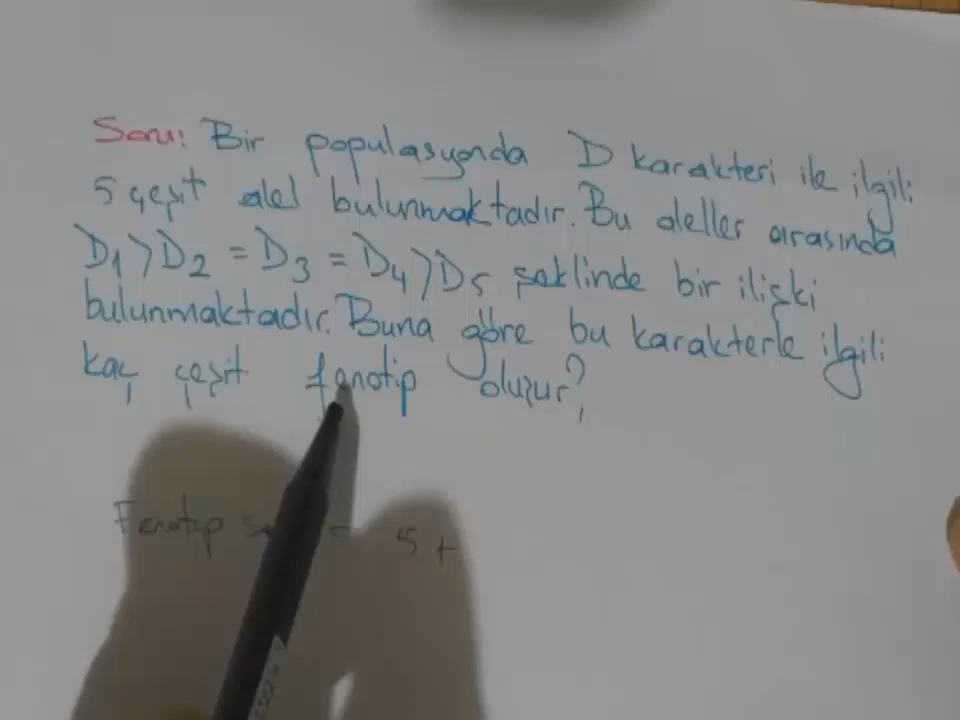 Soru: Bir populasyonda D karakteri ile ilgili
5 çeşit alel bulunmaktadır. Bu aleller arasında
D1 > D2 = D3 = D4 > D5 şeklinde bir ilişki
bulunmaktadır. Buna göre bu karakterle ilgili
kaç çeşit fenotip oluşur?
Fenotip = 5 +